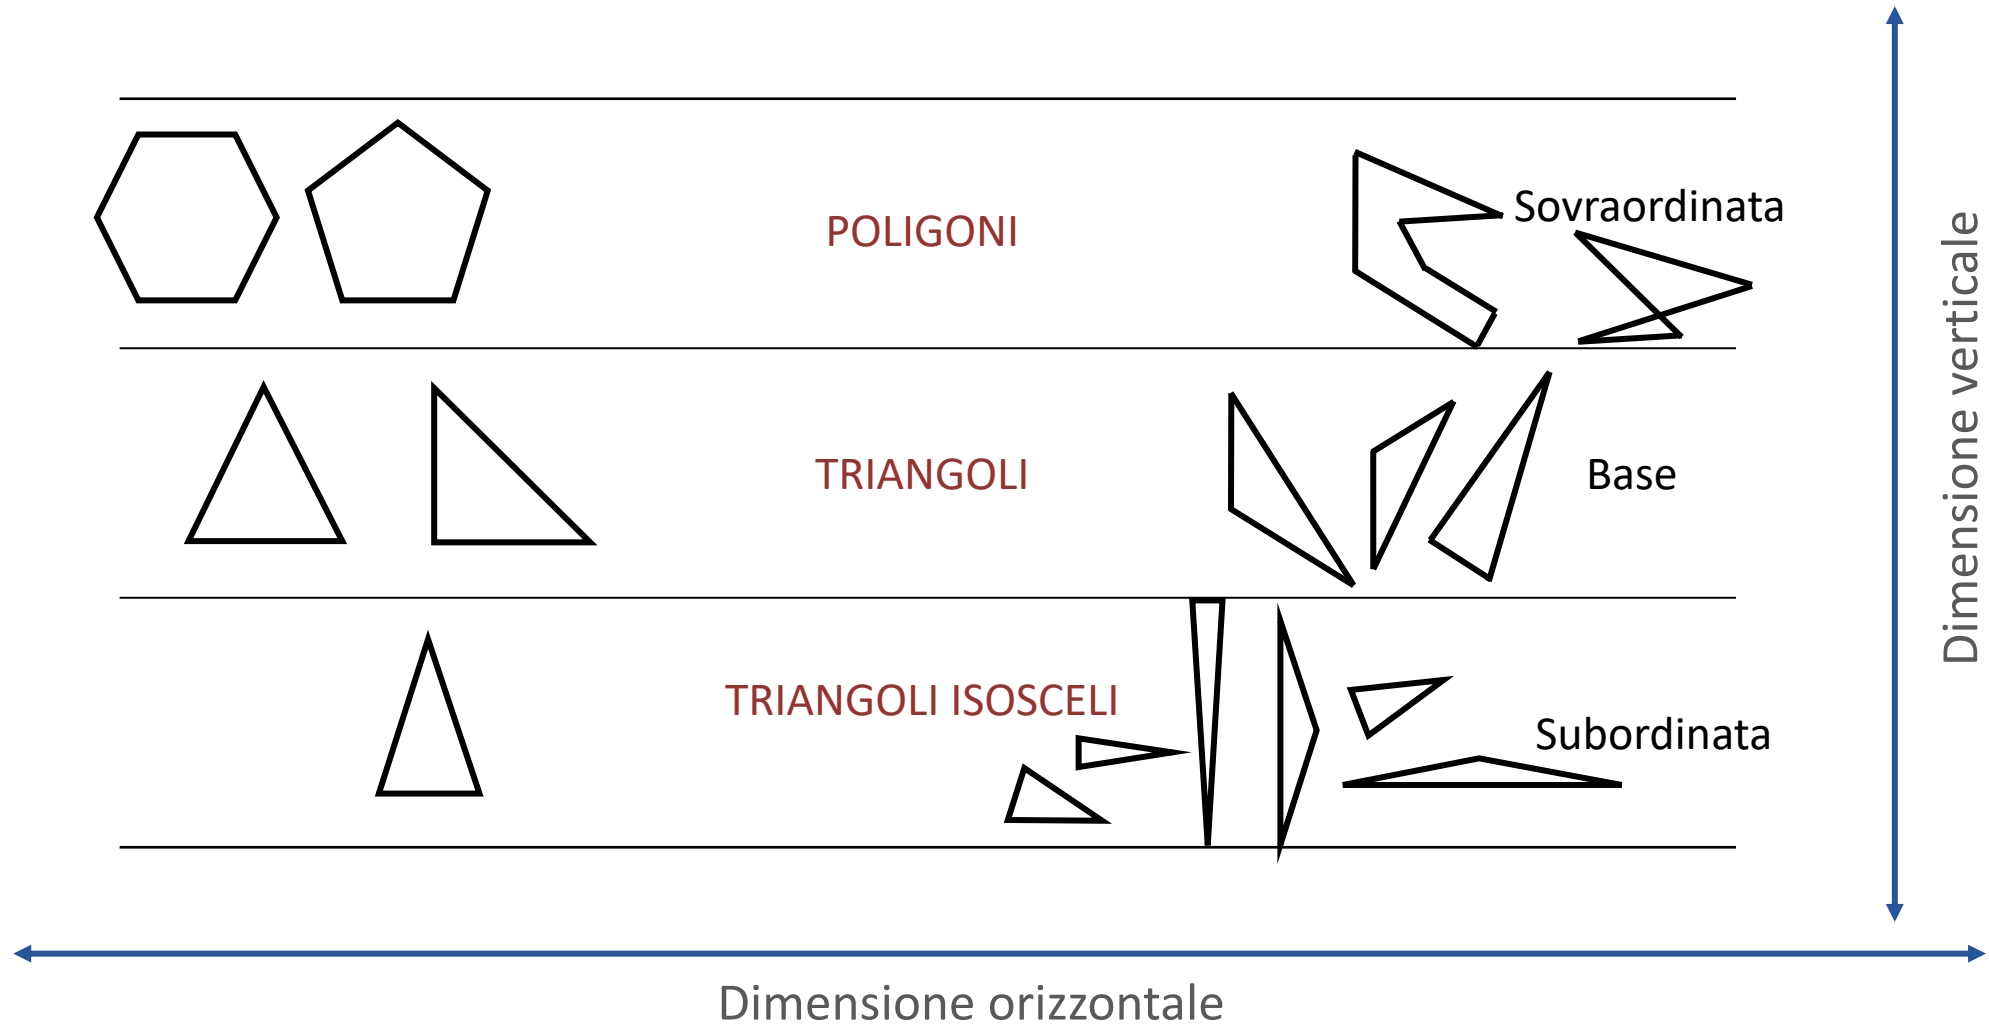 Sovraordinata
POLIGONI
TRIANGOLI
Base
TRIANGOLI ISOSCELI
Subordinata
Dimensione verticale
Dimensione orizzontale